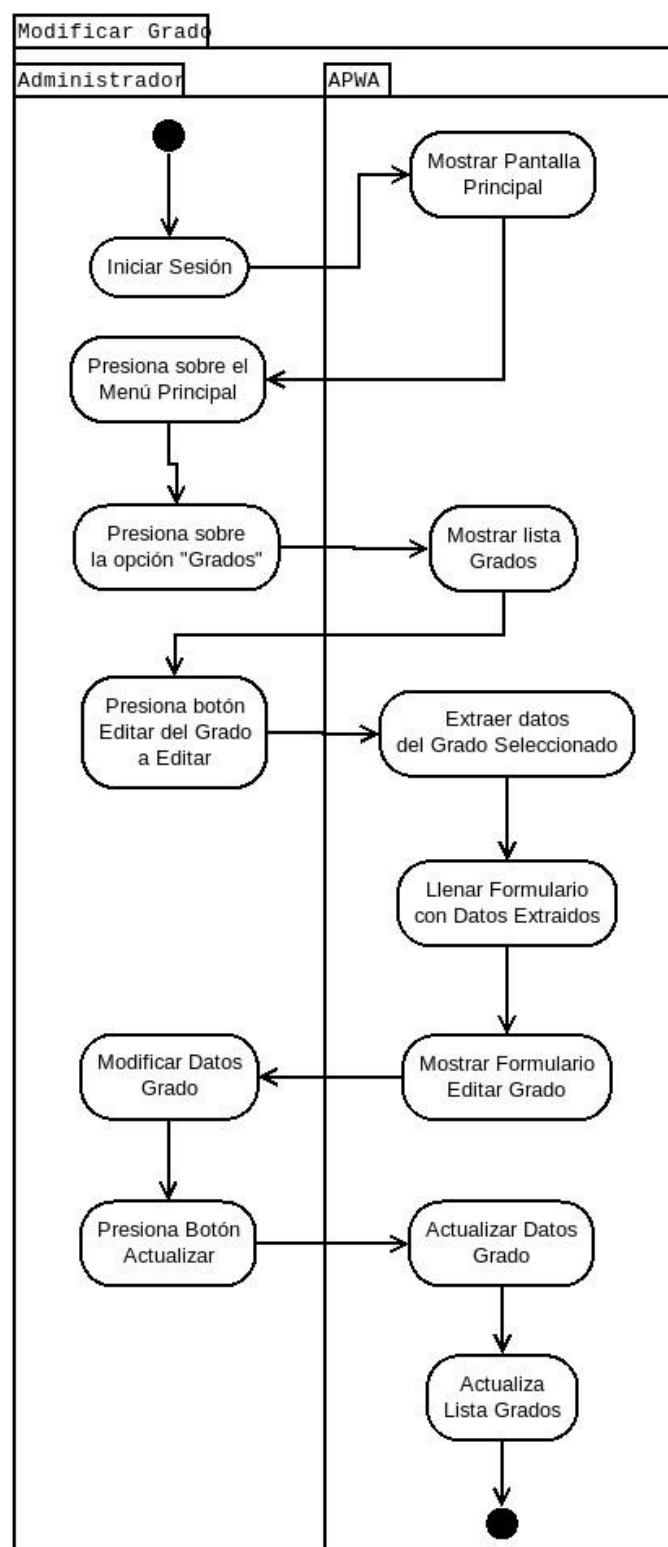 Modificar Grado
Administrador
APWA
Mostrar Pantalla
Principal
Iniciar Sesión
Presiona sobre el
Menú Principal
Presiona sobre
la opción "Grados"
Mostrar lista
Grados
Presiona botón
Editar del Grado
a Editar
Extraer datos
del Grado Seleccionado
Llenar Formulario
con Datos Extraidos
Mostrar Formulario
Editar Grado
Modificar Datos
Grado
Presiona Botón
Actualizar
Actualizar Datos
Grado
Actualiza
Lista Grados